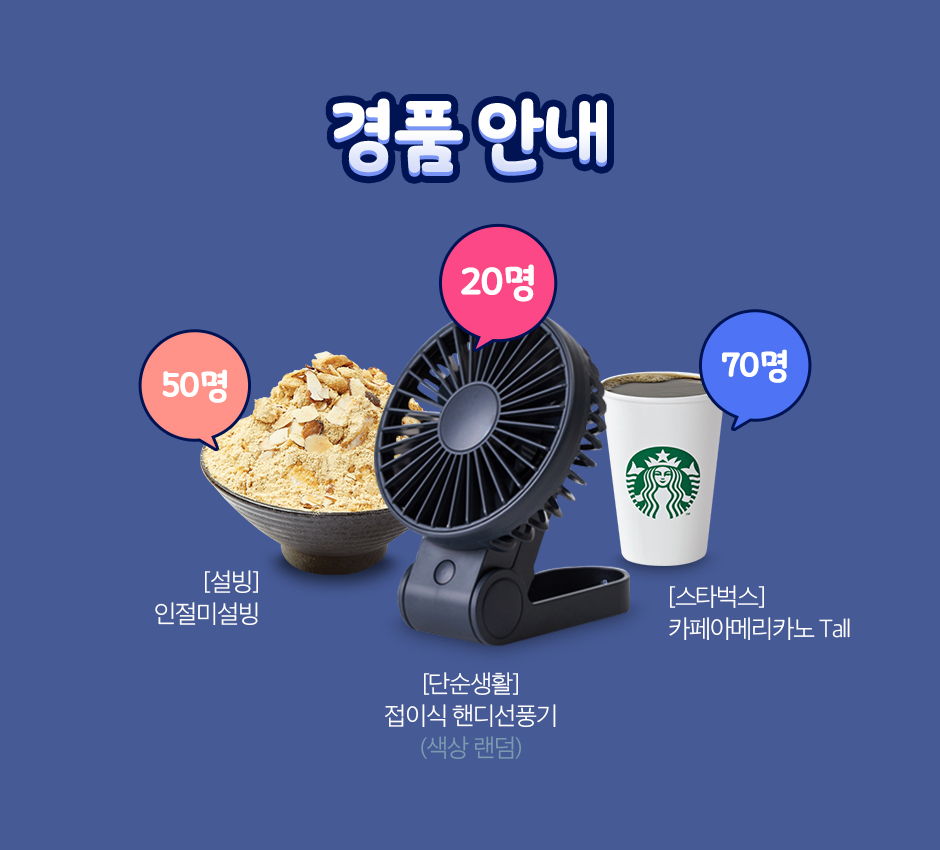 경품 안내
20명
50명
70명
[설빙]
인절미설빙
[스타벅스]
카페아메리카노 Tall
[단순생활]
접이식 핸디선풍기
(색상 랜덤)